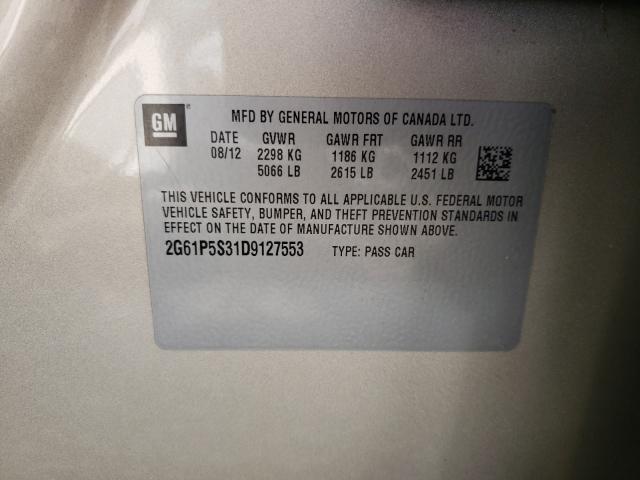 GM ® MFD BY GENERAL MOTORS OF CANADA LTD.
DATE GVWR GAWR FRT GAWR RR
08/12 2298 KG 1186 KG 1112 KG
5066 LB 2615 LB 2451 LB
THIS VEHICLE CONFORMS TO ALL APPLICABLE U.S. FEDERAL MOTOR
VEHICLE SAFETY, BUMPER, AND THEFT PREVENTION STANDARDS IN
EFFECT ON THE DATE OF MANUFACTURE SHOWN ABOVE.
2G61P5S31D9127553 TYPE: PASS CAR